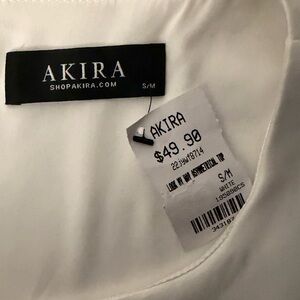 AKIRA
SHOPAKIRA.COM
S/M
AKIRA
$49.90
LOOK MY WAY ASYMMETRICAL TOP
S/M
WHITE